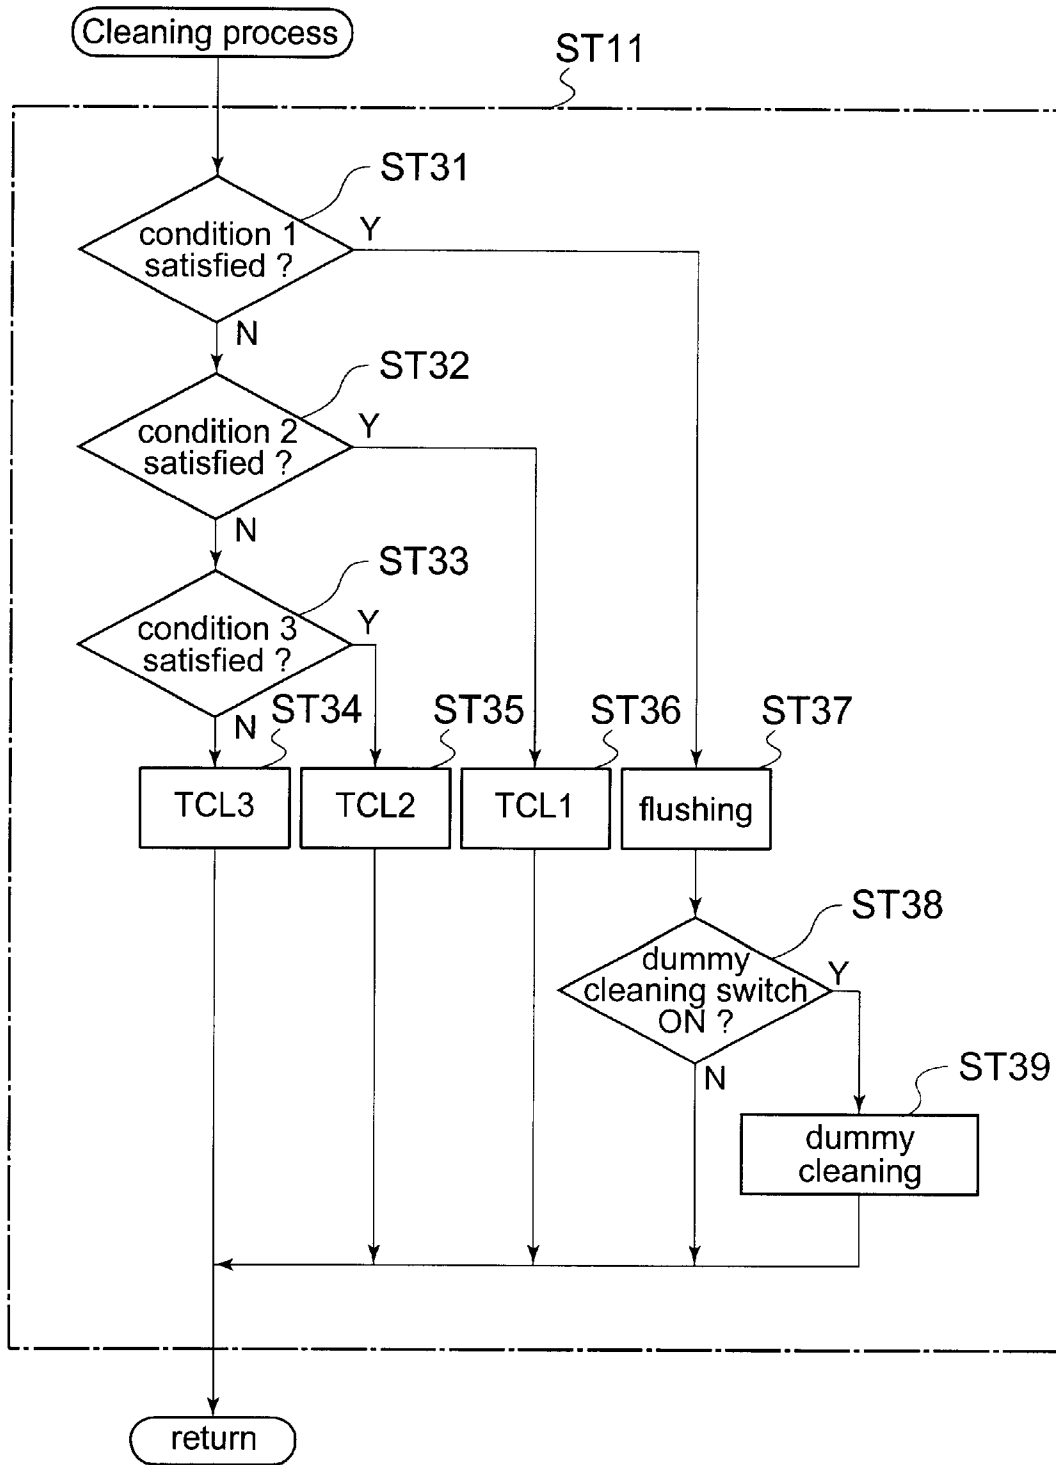 Cleaning process
ST11
ST31
condition 1
satisfied ?
Y
N
ST32
condition 2
satisfied ?
Y
N
ST33
condition 3
satisfied ?
Y
N
ST34
ST35
ST36
ST37
TCL3
TCL2
TCL1
flushing
ST38
dummy
cleaning switch
ON ?
Y
N
ST39
dummy
cleaning
return